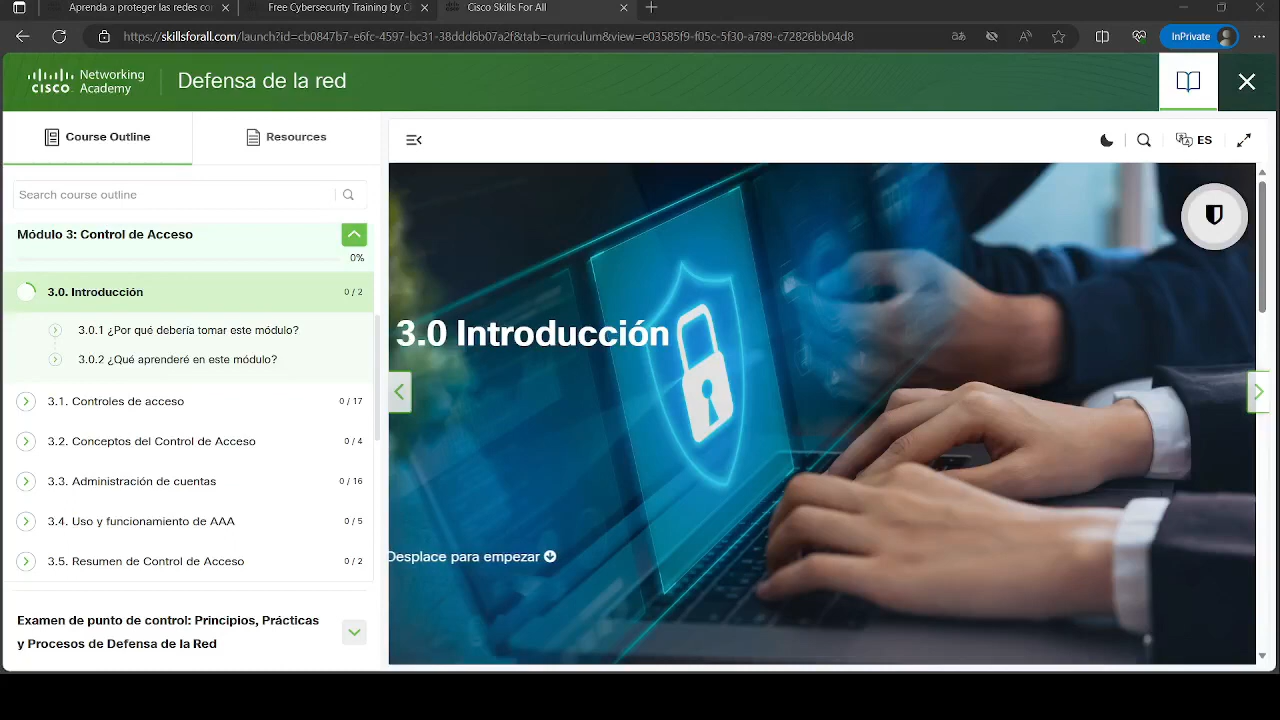 Aprenda a proteger las redes co
Free Cybersecurity Training by C
Cisco Skills For All
https://skillsforall.com/launch?id=cb0847b7-e6fc-4597-bc31-38ddd6b07a2f&tab=curriculum&view=e03585f9-f05c-5f30-a789-c72826bb04d8
InPrivate
CISCO
Networking
Academy
Defensa de la red
Course Outline
Resources
ES
Search course outline
Módulo 3: Control de Acceso
0%
3.0. Introducción 0 / 2
3.0.1 ¿Por qué debería tomar este módulo?
3.0.2 ¿Qué aprenderé en este módulo?
3.1. Controles de acceso 0 / 17
3.2. Conceptos del Control de Acceso 0 / 4
3.3. Administración de cuentas 0 / 16
3.4. Uso y funcionamiento de AAA 0 / 5
3.5. Resumen de Control de Acceso 0 / 2
Examen de punto de control: Principios, Prácticas
y Procesos de Defensa de la Red
3.0 Introducción
Desplace para empezar